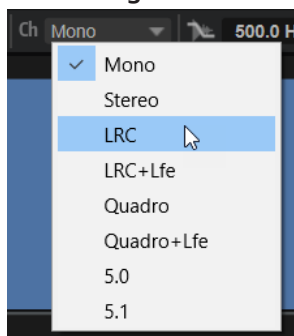 Ch Mono 500.0 H
Mono
Stereo
LRC
LRC+Lfe
Quadro
Quadro+Lfe
5.0
5.1